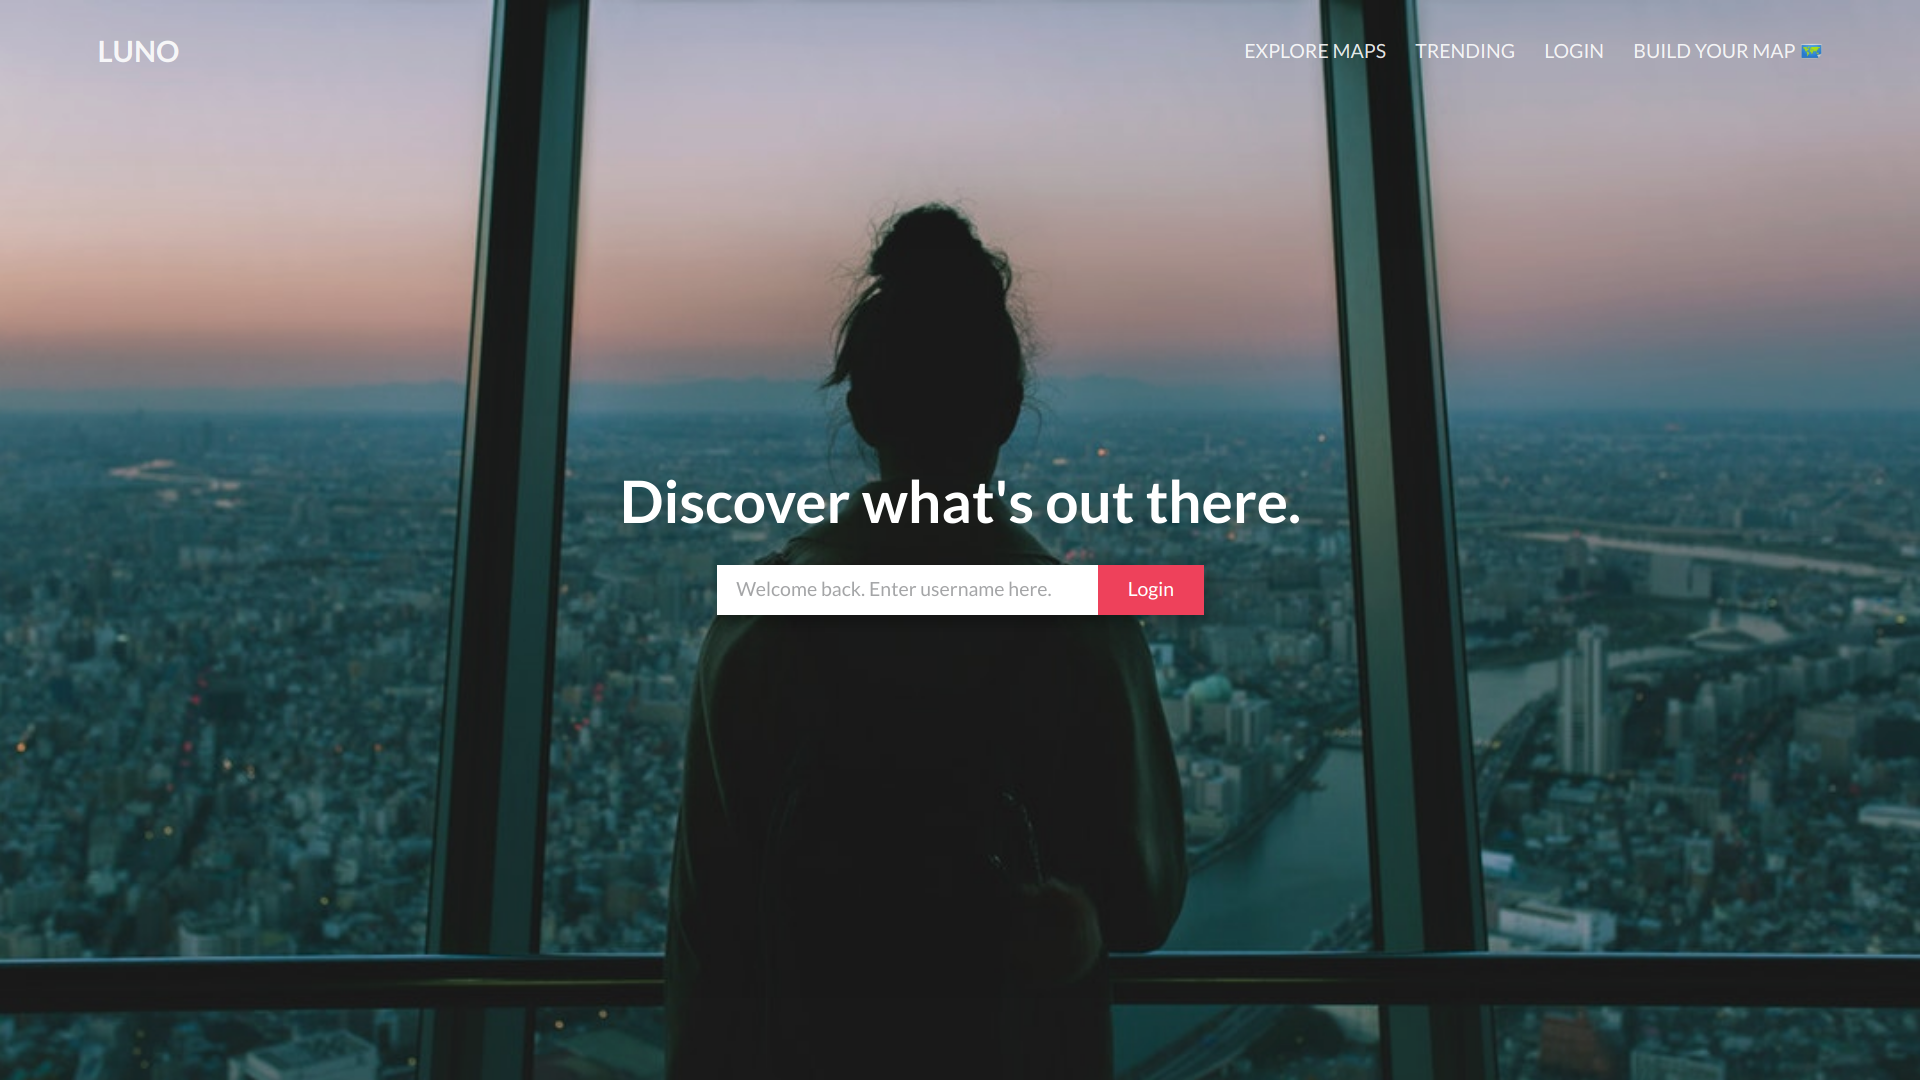 LUNO
EXPLORE MAPS TRENDING LOGIN BUILD YOUR MAP
Discover what's out there.
Welcome back. Enter username here. Login